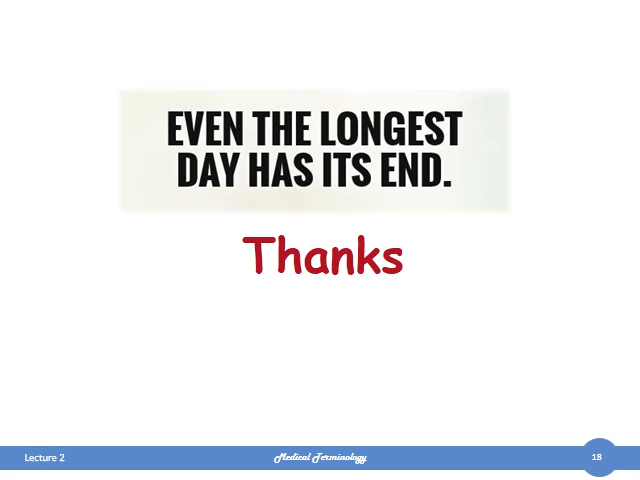 EVEN THE LONGEST
DAY HAS ITS END.
Thanks
Lecture 2
Medical Terminology
18